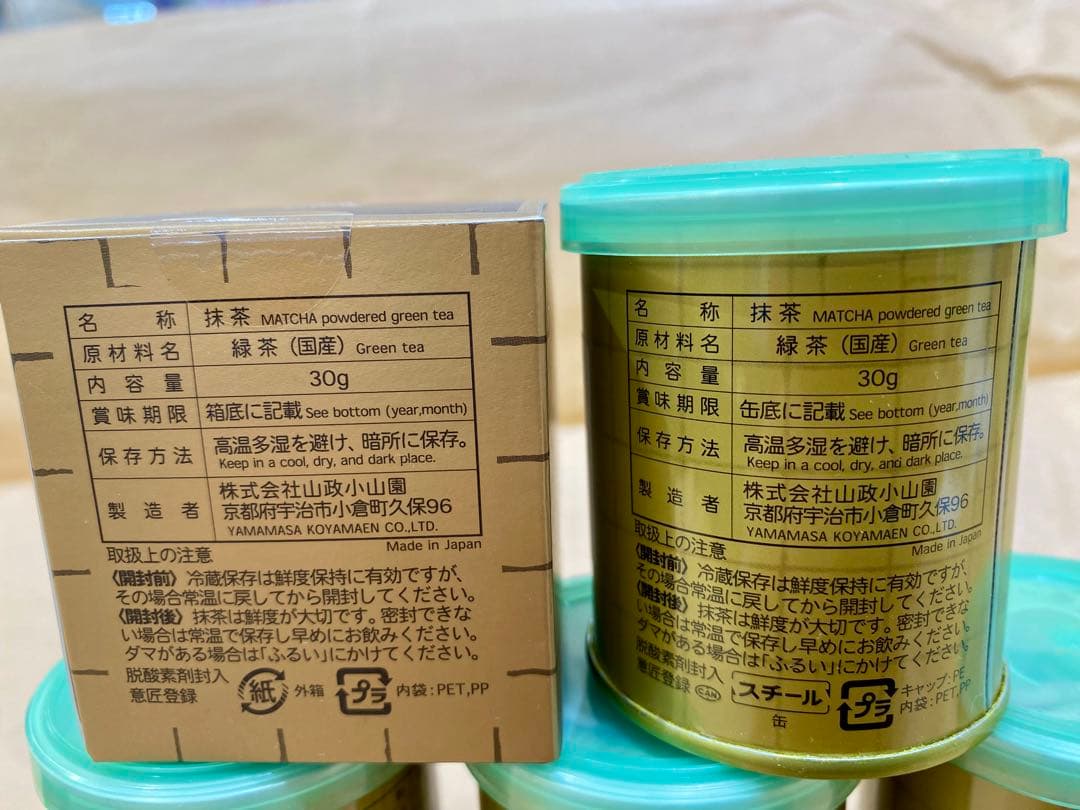 名称 抹茶 MATCHA powdered green tea
原材料名 緑茶（国産）Green tea
内容量 30g
賞味期限 箱底に記載 See bottom (year,month)
保存方法 高温多湿を避け、暗所に保存。
Keep in a cool, dry, and dark place.
製造者 株式会社山政小山園
京都府宇治市小倉町久保96
YAMAMASA KOYAMAEN CO.,LTD.
Made in Japan
取扱上の注意
〈開封前〉冷蔵保存は鮮度保持に有効ですが、
その場合常温に戻してから開封してください。
〈開封後〉抹茶は鮮度が大切です。密封できな
い場合は常温で保存し早めにお飲みください。
ダマがある場合は「ふるい」にかけてください。
脱酸素剤封入
意匠登録
紙 外箱
プラ 内袋:PET,PP
名称 抹茶 MATCHA powdered green tea
原材料名 緑茶（国産）Green tea
内容量 30g
賞味期限 缶底に記載 See bottom (year,month)
保存方法 高温多湿を避け、暗所に保存。
Keep in a cool, dry, and dark place.
製造者 株式会社山政小山園
京都府宇治市小倉町久保96
YAMAMASA KOYAMAEN CO.,LTD.
Made in Japan
取扱上の注意
〈開封前〉冷蔵保存は鮮度保持に有効ですが、
その場合常温に戻してから開封してください。
〈開封後〉抹茶は鮮度が大切です。密封できな
い場合は常温で保存し早めにお飲みください。
ダマがある場合は「ふるい」にかけてください。
脱酸素剤封入
意匠登録 CAN
スチール
缶
プラ キャップ:PE
内袋:PET,PP